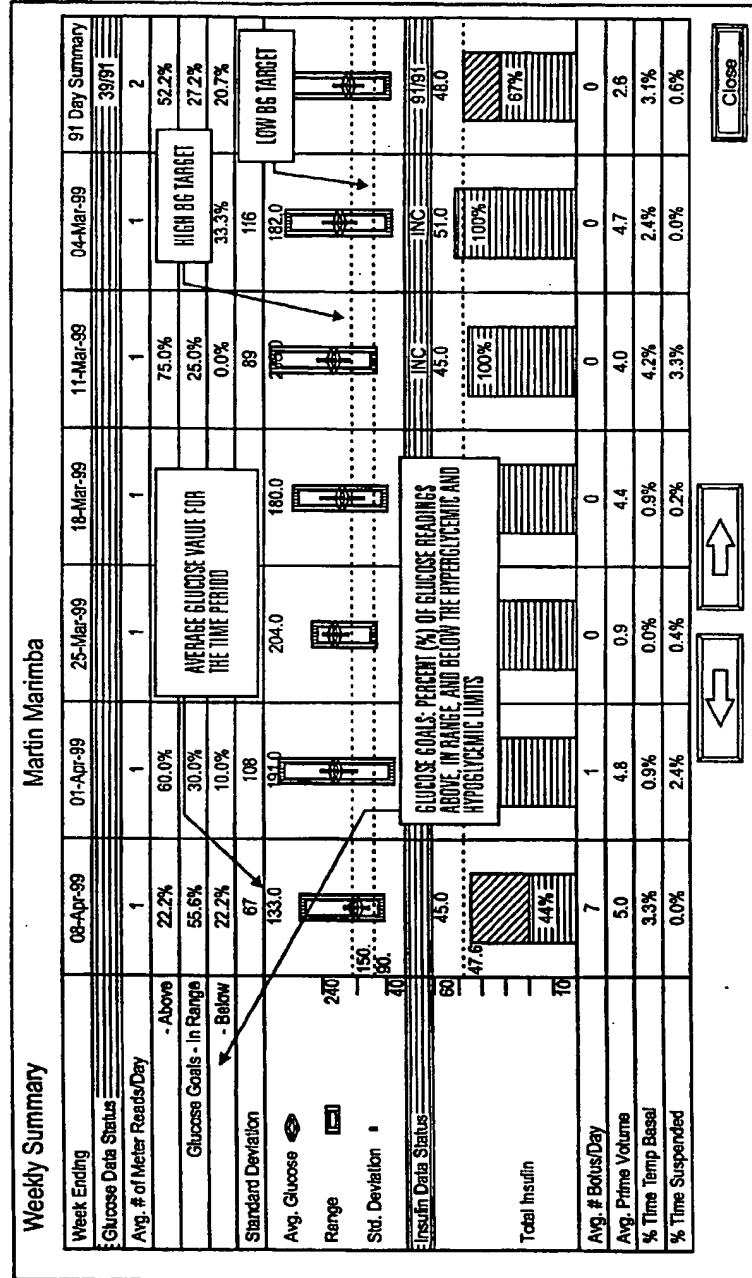 Weekly Summary Martin Marimba
Week Ending 08-Apr-99 01-Apr-99 25-Mar-99 18-Mar-99 11-Mar-99 04-Mar-99 91 Day Summary
Glucose Data Status 39/91
Avg. # of Meter Reads/Day 1 1 1 1 1 2
- Above 22.2% 60.0% 75.0% 52.2%
Glucose Goals - In Range 55.6% 30.0% 25.0% 27.2%
- Below 22.2% 10.0% 0.0% 33.3% 20.7%
Standard Deviation 67 108 89 116
AVERAGE GLUCOSE VALUE FOR
THE TIME PERIOD
HIGH BG TARGET
LOW BG TARGET
133.0 191.0 204.0 180.0 182.0
Avg. Glucose
Range
Std. Deviation
240
150.
90.
40
Insulin Data Status INC INC 91/91
GLUCOSE GOALS: PERCENT (%) OF GLUCOSE READINGS
ABOVE, IN RANGE, AND BELOW THE HYPERGLYCEMIC AND
HYPOGLYCEMIC LIMITS
45.0 45.0 51.0 48.0
60
47.6
Total Insulin
44% 100% 100% 67%
10
Avg. # Bolus/Day 7 1 0 0 0 0 0
Avg. Prime Volume 5.0 4.8 0.9 4.4 4.0 4.7 2.6
% Time Temp Basal 3.3% 0.9% 0.0% 0.9% 4.2% 2.4% 3.1%
% Time Suspended 0.0% 2.4% 0.4% 0.2% 3.3% 0.0% 0.6%
Close